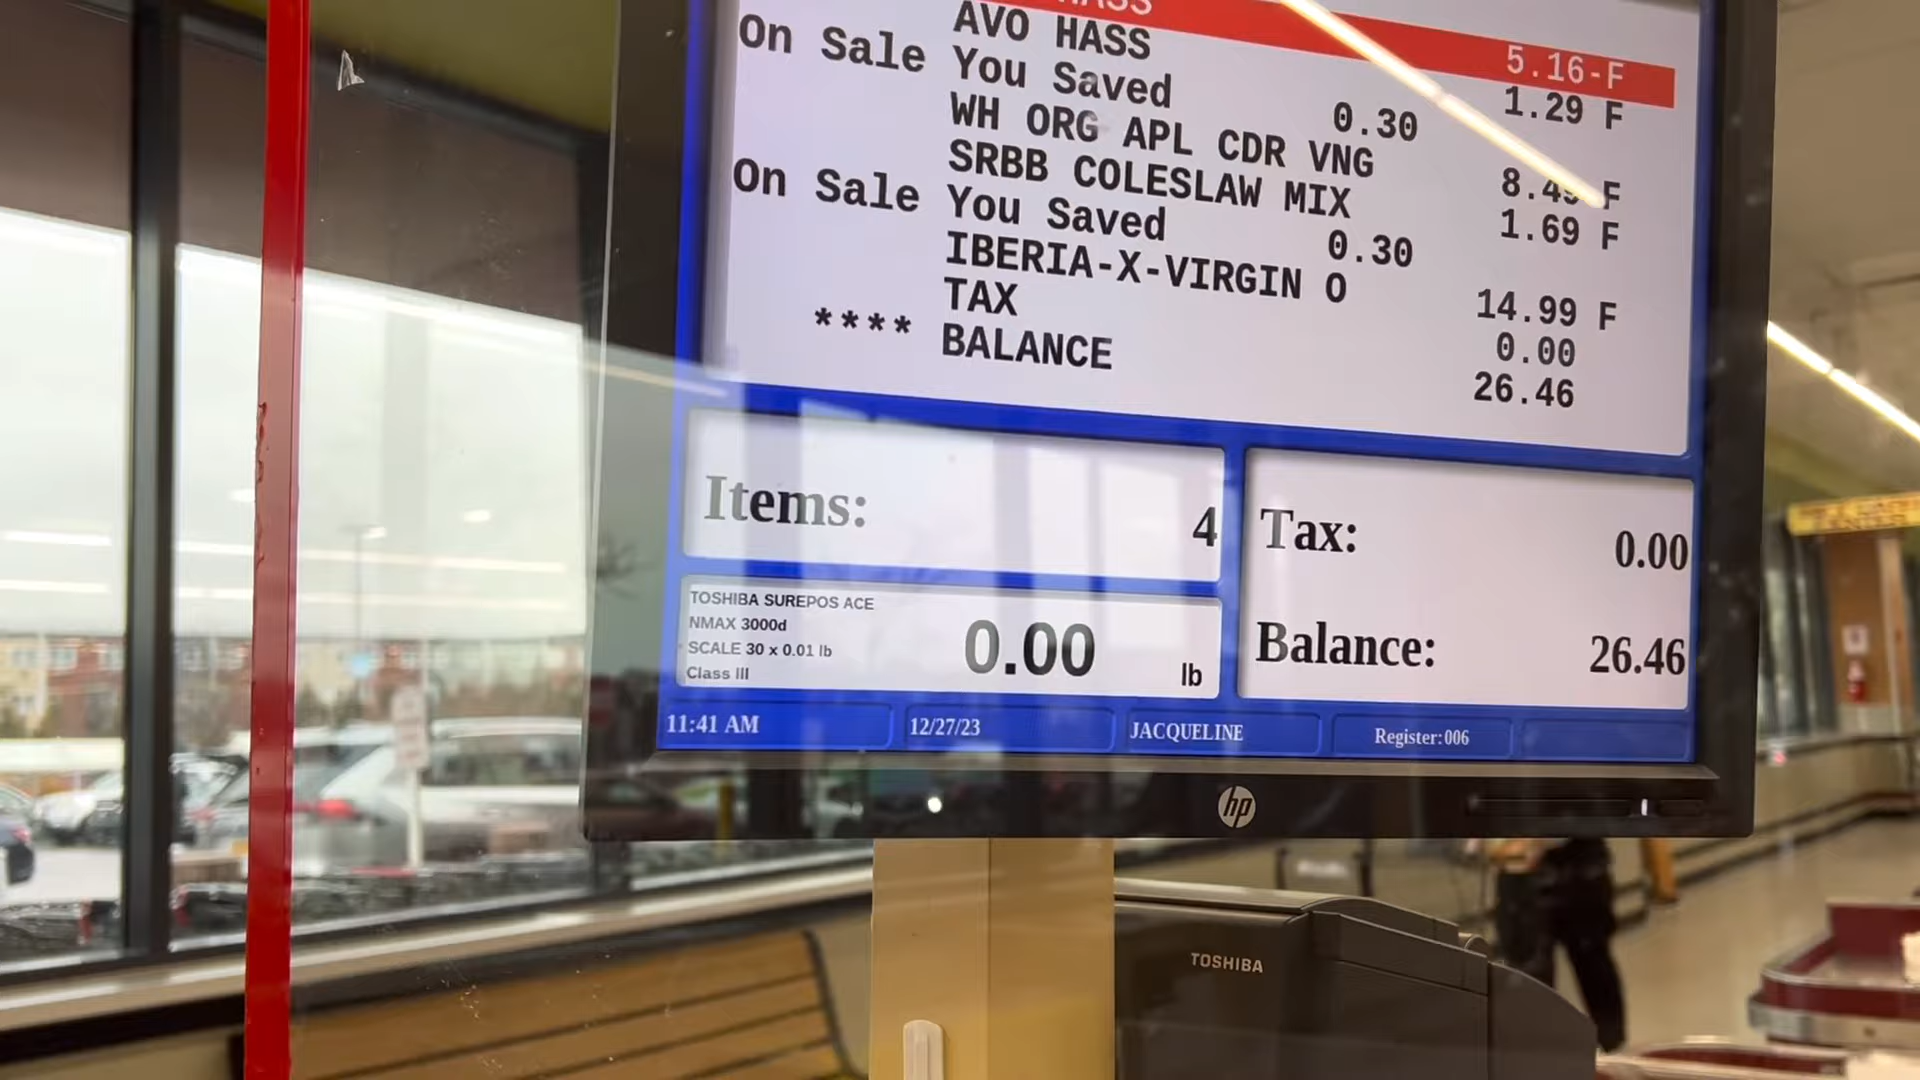 HASS 5.16-F
AVO HASS 1.29 F
On Sale You Saved 0.30
WH ORG APL CDR VNG 8.49 F
SRBB COLESLAW MIX 1.69 F
On Sale You Saved 0.30
IBERIA-X-VIRGIN O 14.99 F
TAX 0.00
**** BALANCE 26.46
Items: 4
Tax: 0.00
Balance: 26.46
TOSHIBA SUREPOS ACE
NMAX 3000d
SCALE 30 x 0.01 lb
Class III
0.00 lb
11:41 AM 12/27/23 JACQUELINE Register:006
hp
TOSHIBA